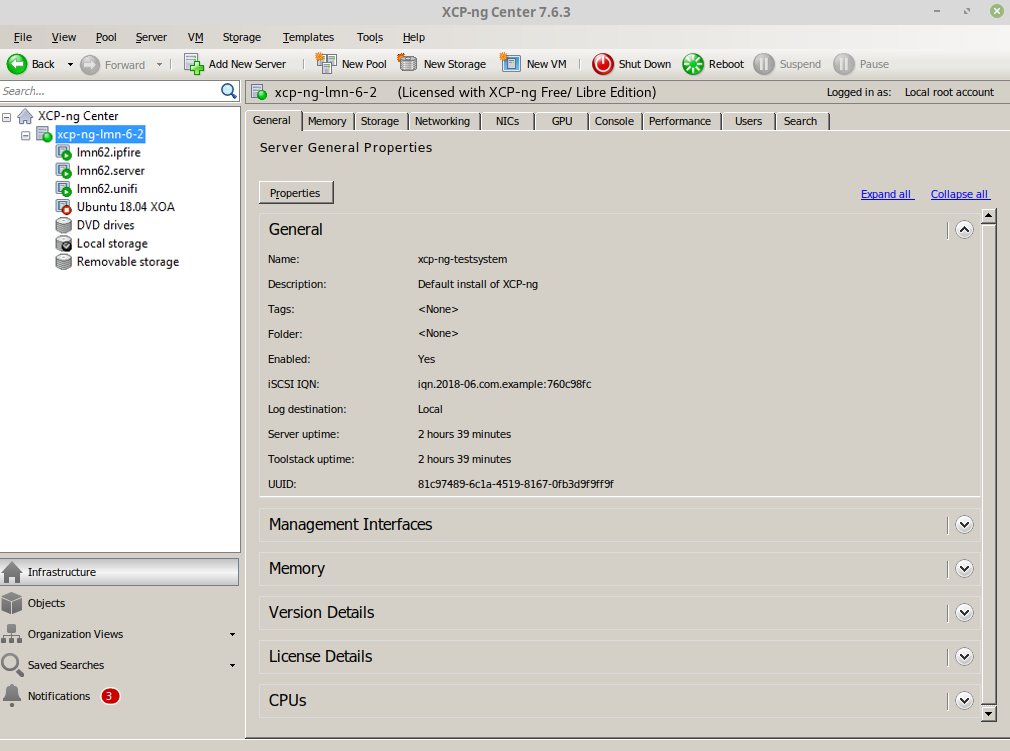 XCP-ng Center 7.6.3
File View Pool Server VM Storage Templates Tools Help
Back Forward Add New Server New Pool New Storage New VM Shut Down Reboot Suspend Pause
Search...
xcp-ng-lmn-6-2 (Licensed with XCP-ng Free/ Libre Edition) Logged in as: Local root account
XCP-ng Center
xcp-ng-lmn-6-2
lmn62.ipfire
lmn62.server
lmn62.unifi
Ubuntu 18.04 XOA
DVD drives
Local storage
Removable storage
Infrastructure
Objects
Organization Views
Saved Searches
Notifications 3
General Memory Storage Networking NICs GPU Console Performance Users Search
Server General Properties
Properties
Expand all Collapse all
General
Name: xcp-ng-testsystem
Description: Default install of XCP-ng
Tags: <None>
Folder: <None>
Enabled: Yes
iSCSI IQN: iqn.2018-06.com.example:760c98fc
Log destination: Local
Server uptime: 2 hours 39 minutes
Toolstack uptime: 2 hours 39 minutes
UUID: 81c97489-6c1a-4519-8167-0fb3d9f9ff9f
Management Interfaces
Memory
Version Details
License Details
CPUs